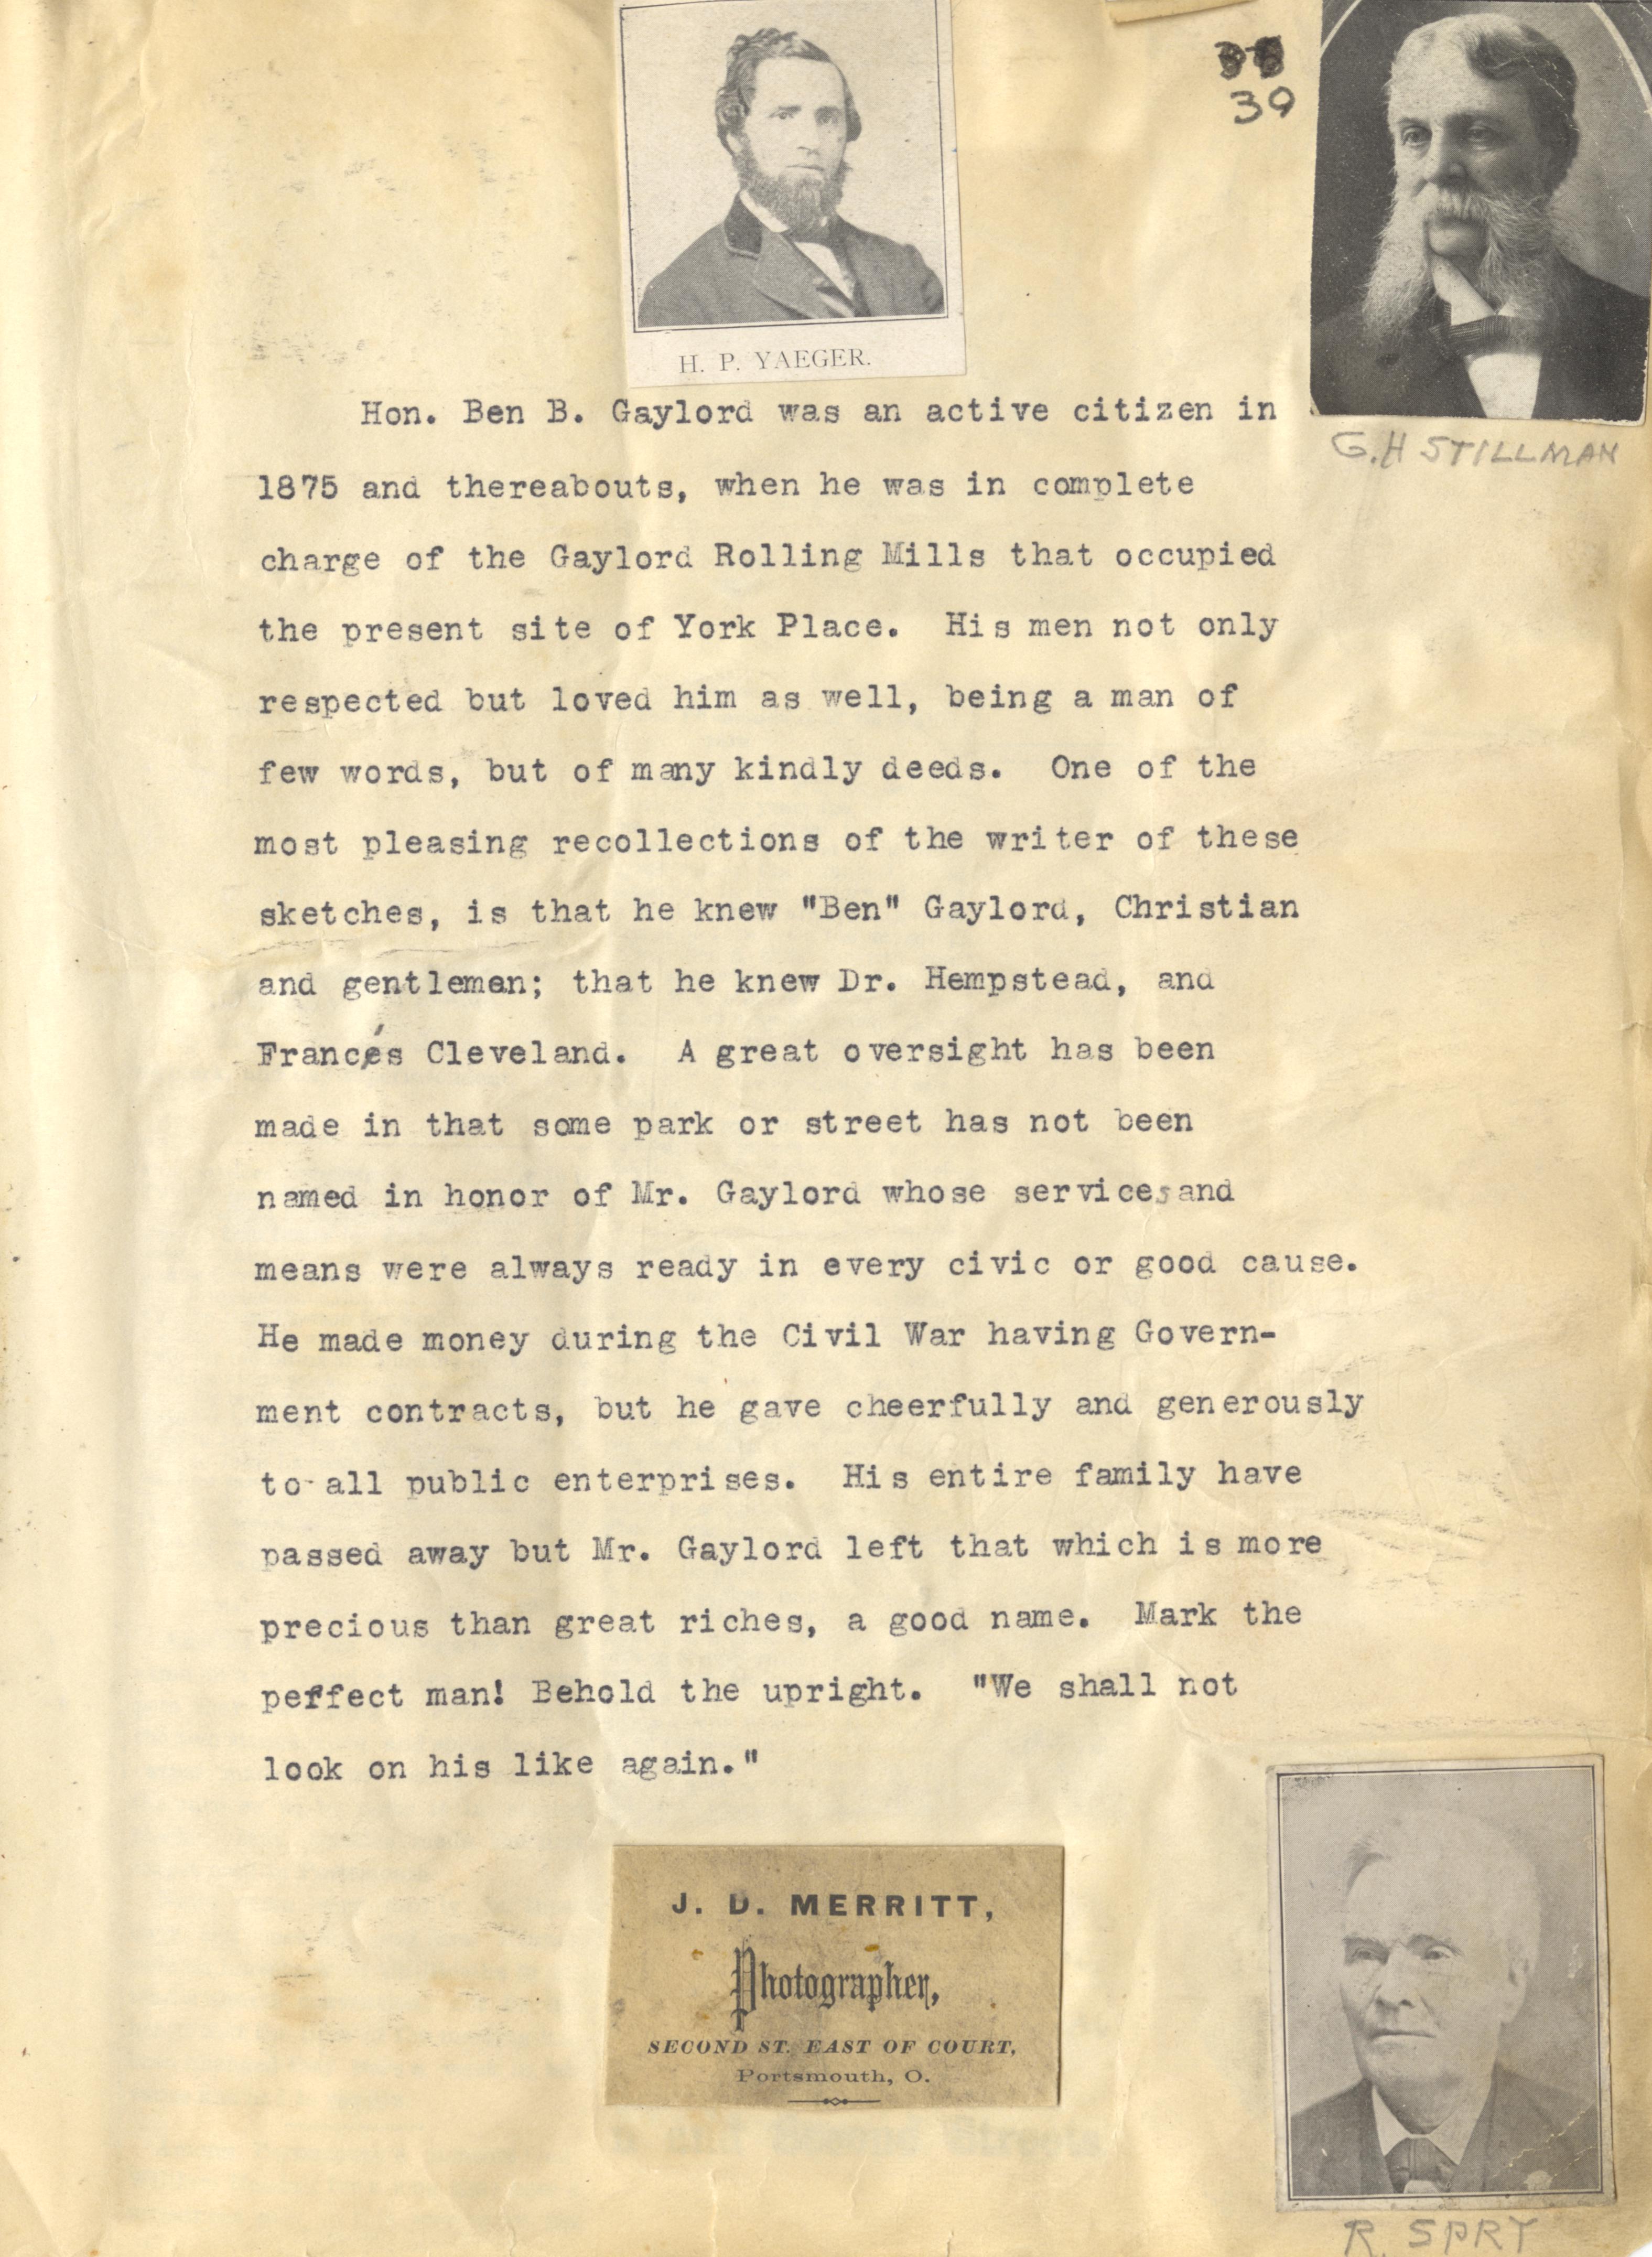 39
H. P. YAEGER.
G.H STILLMAN
Hon. Ben B. Gaylord was an active citizen in
1875 and thereabouts, when he was in complete
charge of the Gaylord Rolling Mills that occupied
the present site of York Place. His men not only
respected but loved him as well, being a man of
few words, but of many kindly deeds. One of the
most pleasing recollections of the writer of these
sketches, is that he knew "Ben" Gaylord, Christian
and gentleman; that he knew Dr. Hempstead, and
Francés Cleveland. A great oversight has been
made in that some park or street has not been
named in honor of Mr. Gaylord whose services and
means were always ready in every civic or good cause.
He made money during the Civil War having Govern-
ment contracts, but he gave cheerfully and generously
to all public enterprises. His entire family have
passed away but Mr. Gaylord left that which is more
precious than great riches, a good name. Mark the
perfect man! Behold the upright. "We shall not
look on his like again."
J. D. MERRITT,
Photographer,
SECOND ST. EAST OF COURT,
Portsmouth, O.
R. SPRY